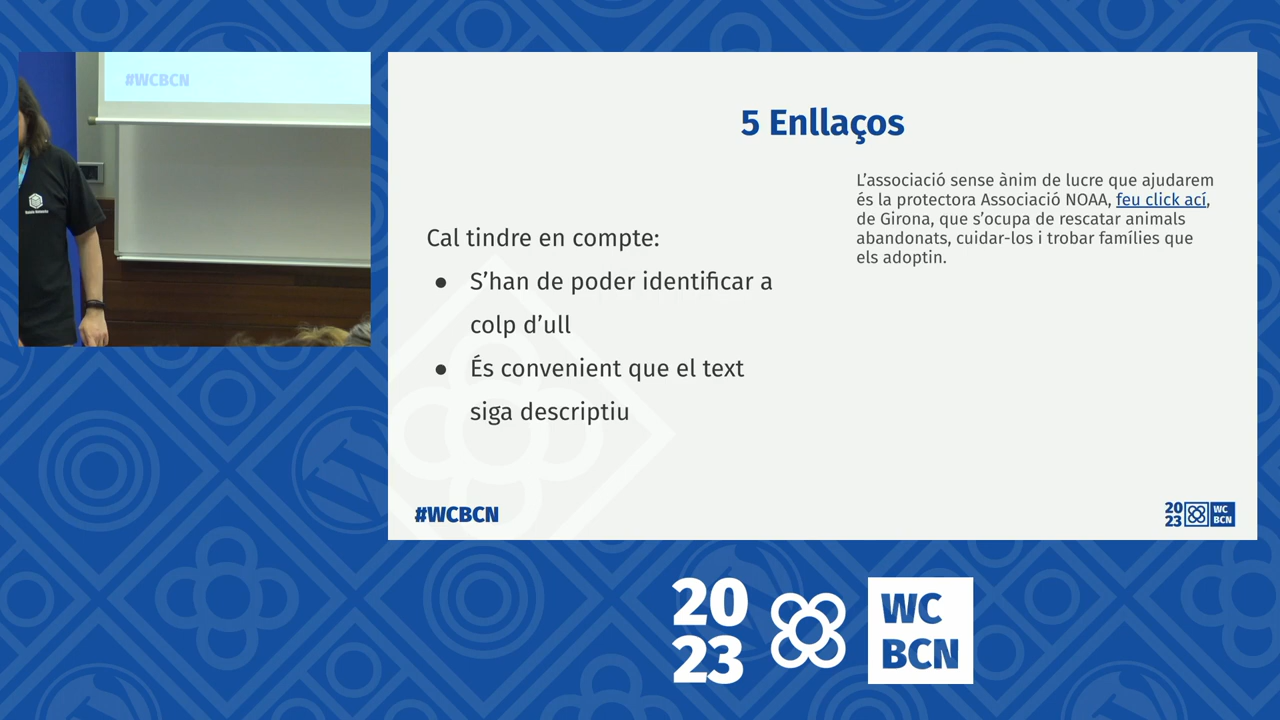 #WCBCN
5 Enllaços
Cal tindre en compte:
● S’han de poder identificar a
colp d’ull
● És convenient que el text
siga descriptiu
L’associació sense ànim de lucre que ajudarem
és la protectora Associació NOAA, feu click ací,
de Girona, que s’ocupa de rescatar animals
abandonats, cuidar-los i trobar famílies que
els adoptin.
#WCBCN
20
23
WC
BCN
20
23
WC
BCN